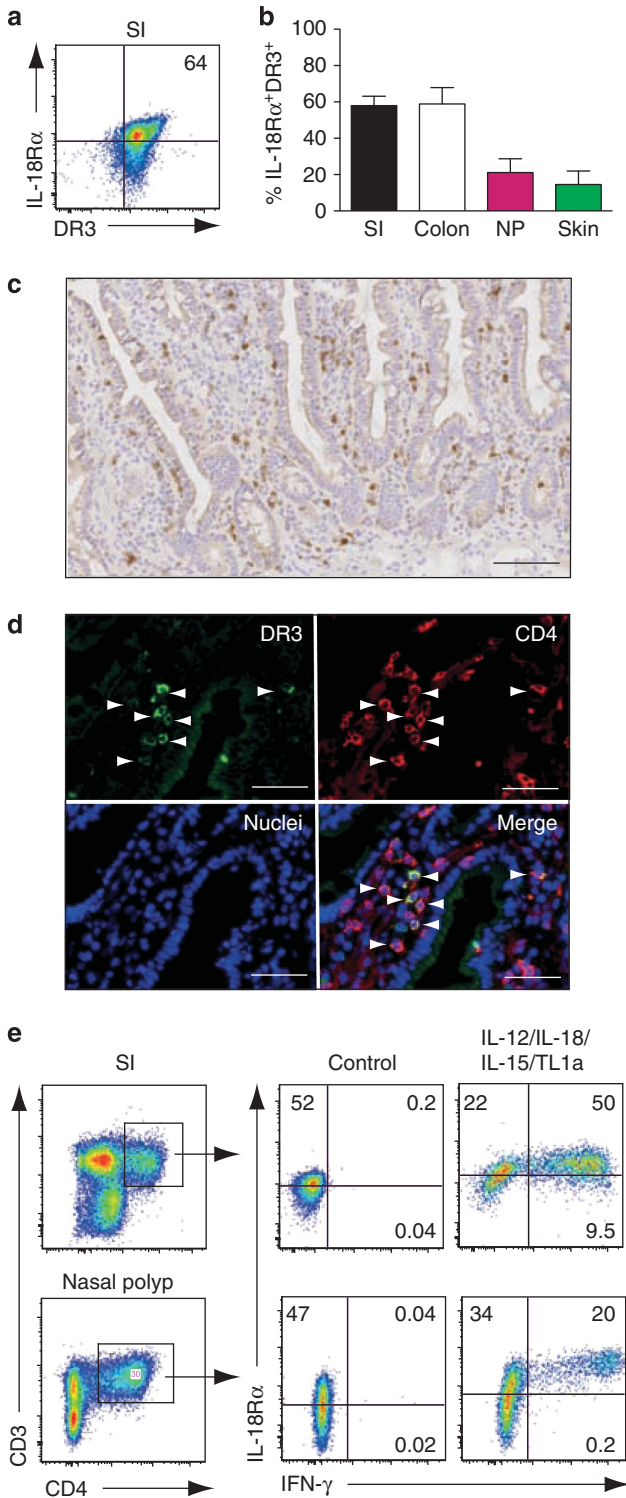 a
SI
64
IL-18Rα
DR3
b
% IL-18Rα+DR3+
100
80
60
40
20
0
SI Colon NP Skin
c
d
DR3
CD4
Nuclei
Merge
e
SI
Control
IL-12/IL-18/
IL-15/TL1a
52
0.2
0.04
22
50
9.5
Nasal polyp
30
47
0.04
0.02
34
20
0.2
CD3
CD4
IL-18Rα
IFN-γ